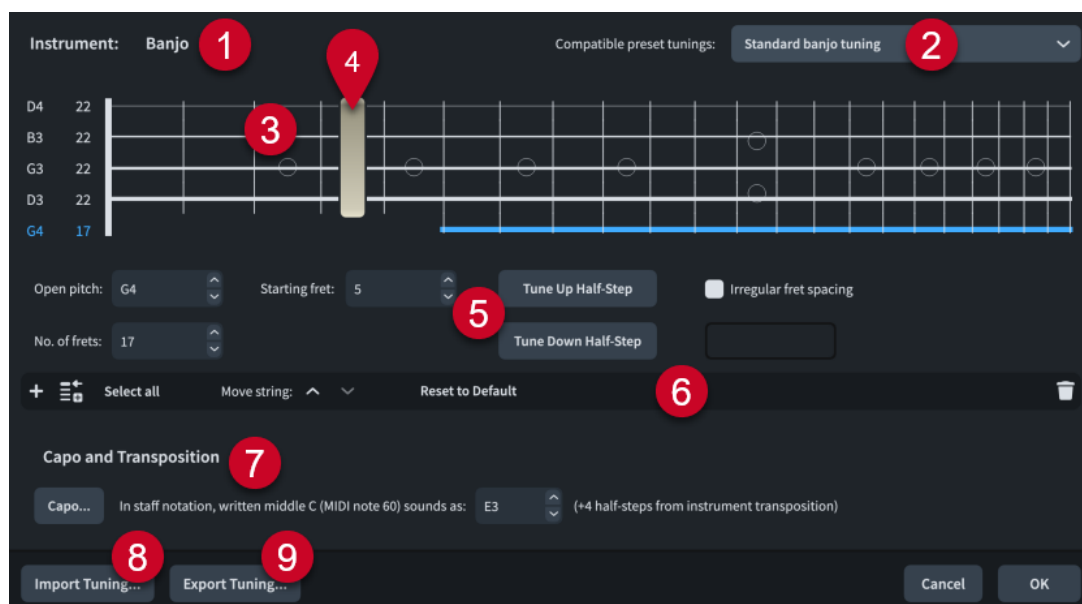 Instrument: Banjo 1 Compatible preset tunings: Standard banjo tuning 2
4
D4 22
3
B3 22
G3 22
D3 22
G4 17
Open pitch: G4 Starting fret: 5 Tune Up Half-Step Irregular fret spacing
5
No. of frets: 17 Tune Down Half-Step
Select all Move string: Reset to Default 6
Capo and Transposition 7
Capo... In staff notation, written middle C (MIDI note 60) sounds as: E3 (+4 half-steps from instrument transposition)
8 9
Import Tuning... Export Tuning... Cancel OK